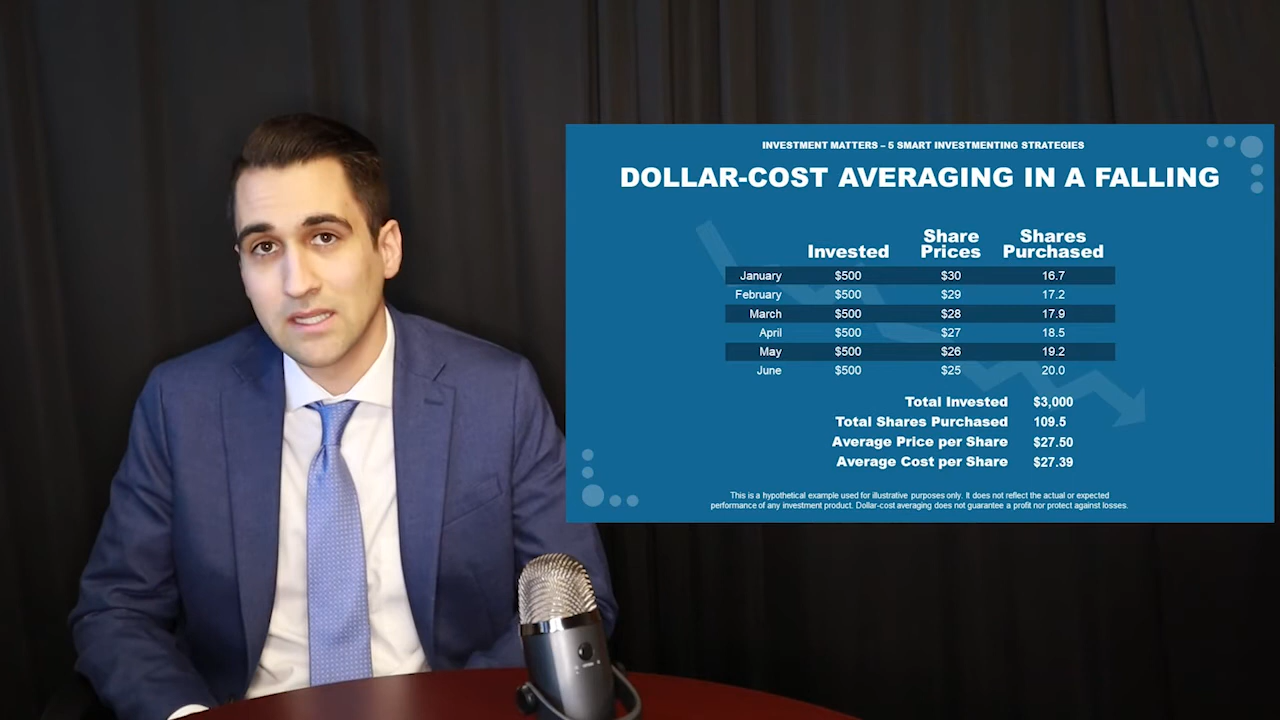 INVESTMENT MATTERS – 5 SMART INVESTMENTING STRATEGIES
DOLLAR-COST AVERAGING IN A FALLING
Invested Share Prices Shares Purchased
January $500 $30 16.7
February $500 $29 17.2
March $500 $28 17.9
April $500 $27 18.5
May $500 $26 19.2
June $500 $25 20.0
Total Invested $3,000
Total Shares Purchased 109.5
Average Price per Share $27.50
Average Cost per Share $27.39
This is a hypothetical example used for illustrative purposes only. It does not reflect the actual or expected
performance of any investment product. Dollar-cost averaging does not guarantee a profit nor protect against losses.